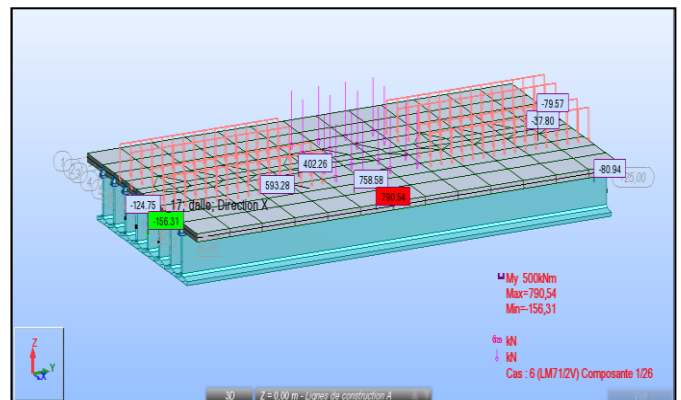 -79.57
-37.80
402.26
-80.94
25,00
593.28
758.58
790.54
-124.75
17; dalle; Direction X
-156.31
My 500kNm
Max=790,54
Min=-156,31
kN
kN
Cas : 6 (LM71/2V) Composante 1/26
Z
Y
X
3D
Z = 0.00 m - Lignes de construction A